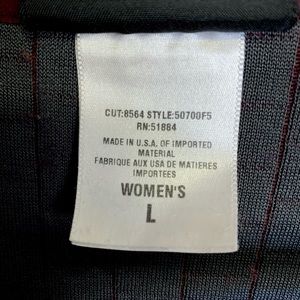 CUT:8564 STYLE:50700F5
RN:51884
MADE IN U.S.A. OF IMPORTED
MATERIAL
FABRIQUE AUX USA DE MATIERES
IMPORTEES
WOMEN'S
L